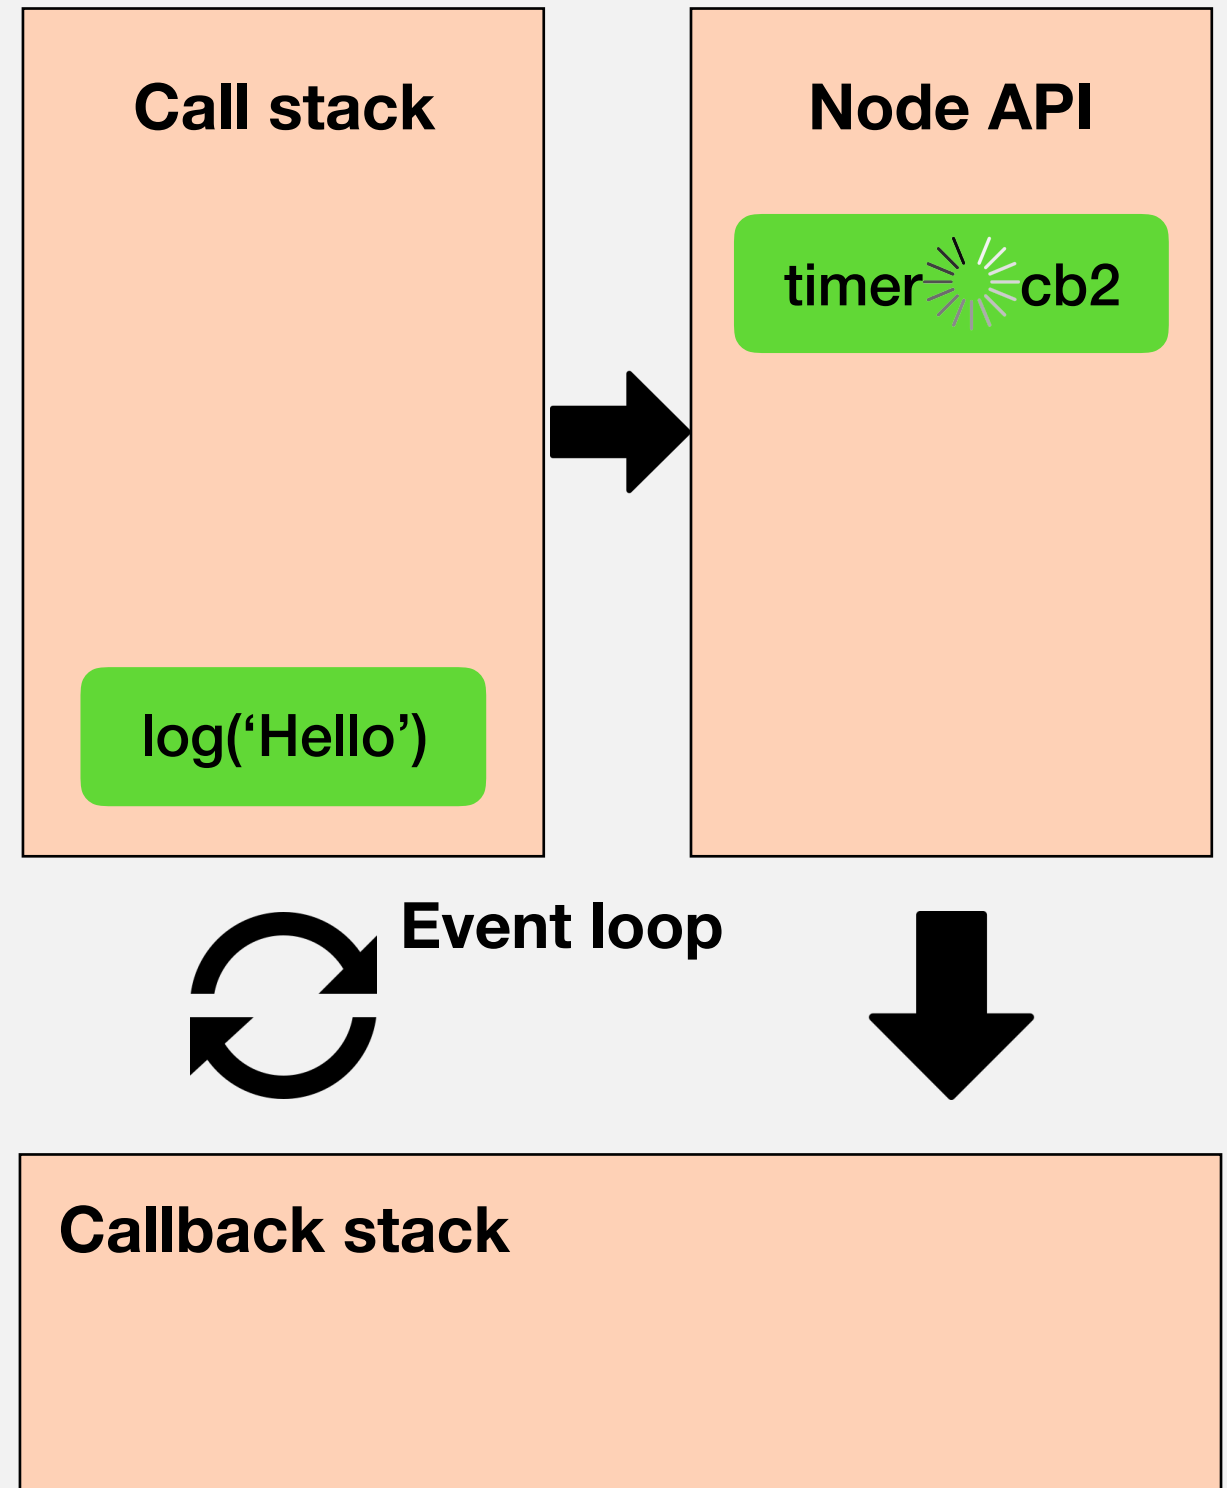 Call stack
Node API
timer cb2
log(‘Hello’)
Event loop
Callback stack